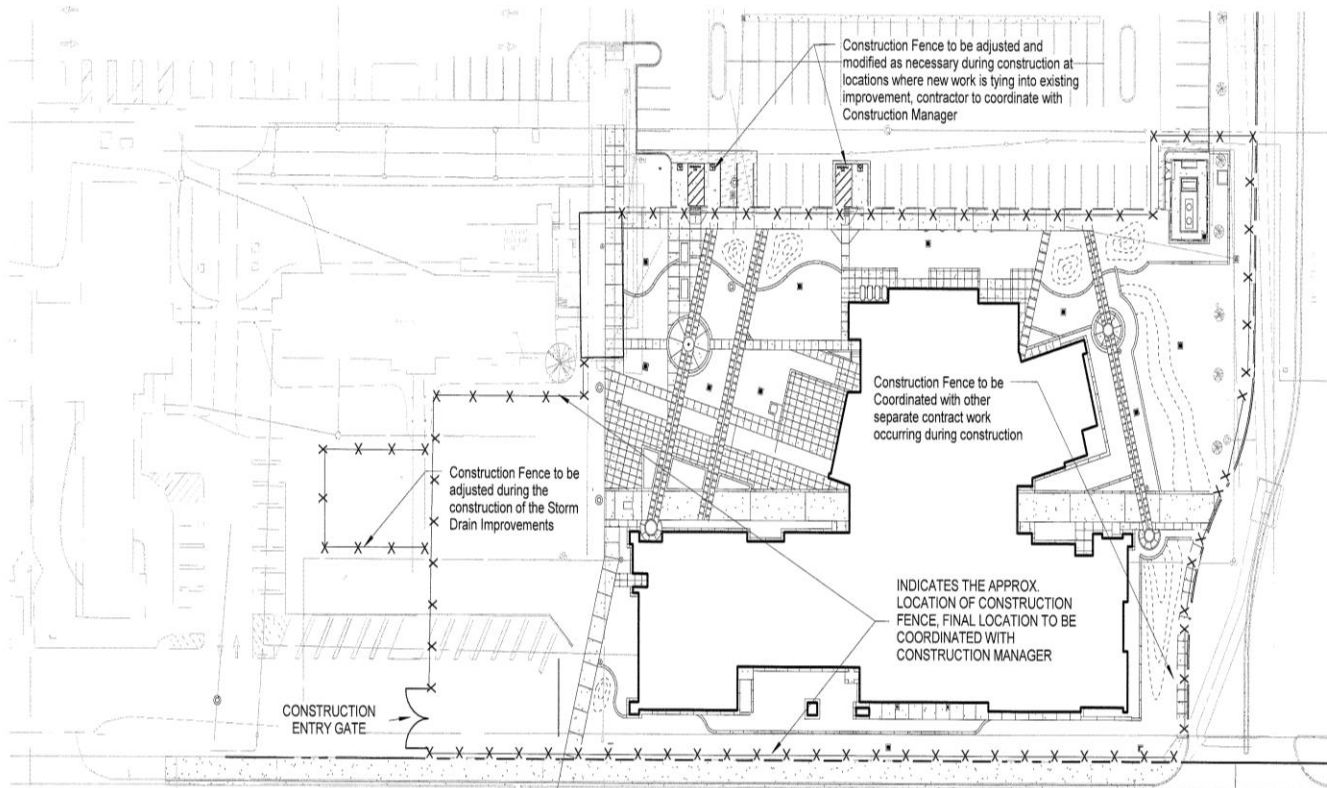 Construction Fence to be adjusted and
modified as necessary during construction at
locations where new work is tying into existing
improvement, contractor to coordinate with
Construction Manager
Construction Fence to be
Coordinated with other
separate contract work
occurring during construction
Construction Fence to be
adjusted during the
construction of the Storm
Drain Improvements
INDICATES THE APPROX.
LOCATION OF CONSTRUCTION
FENCE, FINAL LOCATION TO BE
COORDINATED WITH
CONSTRUCTION MANAGER
CONSTRUCTION
ENTRY GATE